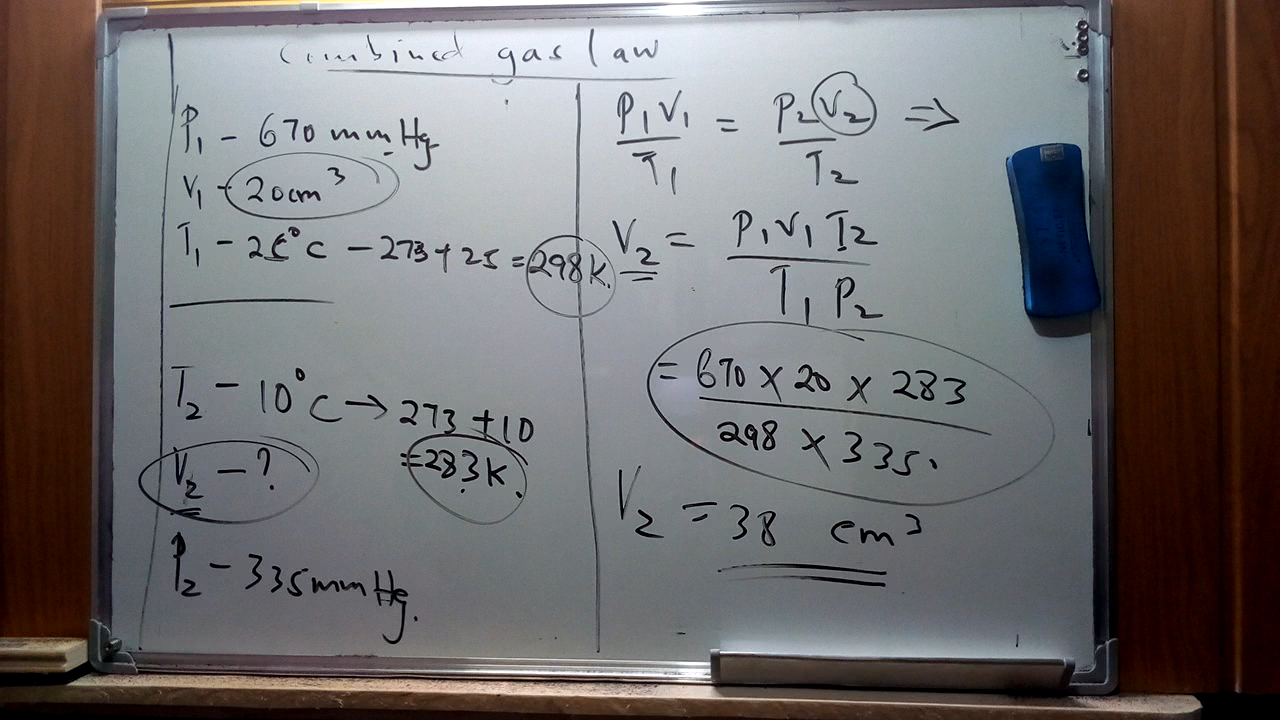 Combined gas law
P₁ - 670 mmHg
V₁ - 20cm³
T₁ - 25°C - 273 + 25 = 298K.
T₂ - 10°C → 273 + 10
= 283K.
V₂ - ?
P₂ - 335mmHg.
P₁V₁/T₁ = P₂V₂/T₂ ⇒
V₂ = P₁V₁T₂/T₁P₂
= 670 × 20 × 283/298 × 335.
V₂ = 38 cm³